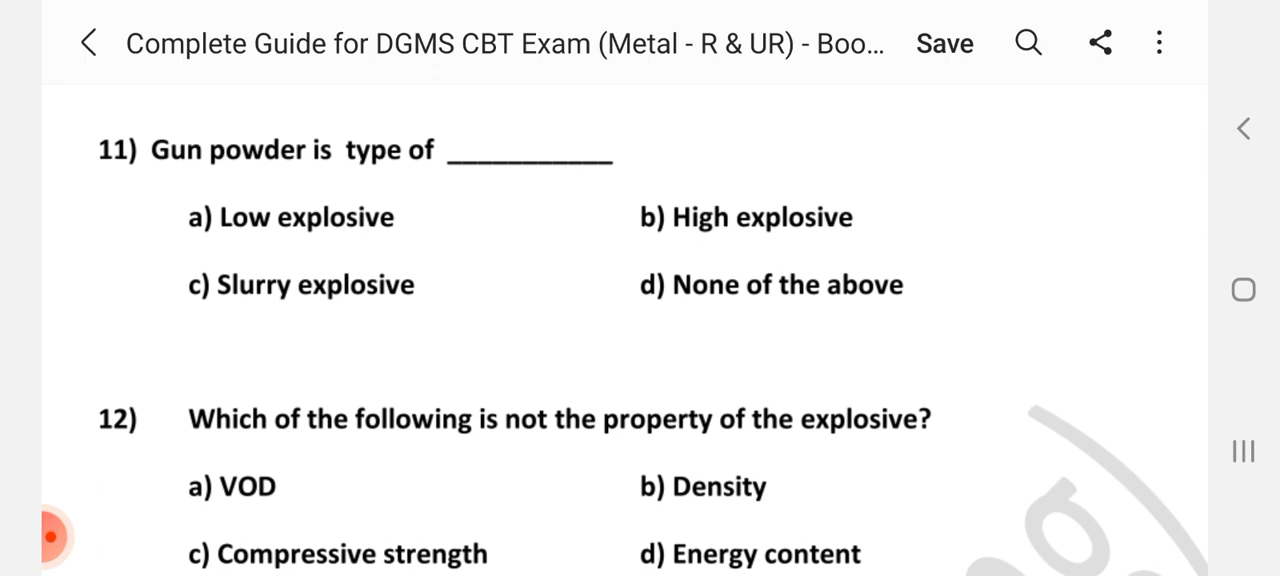 Complete Guide for DGMS CBT Exam (Metal - R & UR) - Boo... Save
11) Gun powder is type of ___________
a) Low explosive b) High explosive
c) Slurry explosive d) None of the above
12) Which of the following is not the property of the explosive?
a) VOD b) Density
c) Compressive strength d) Energy content